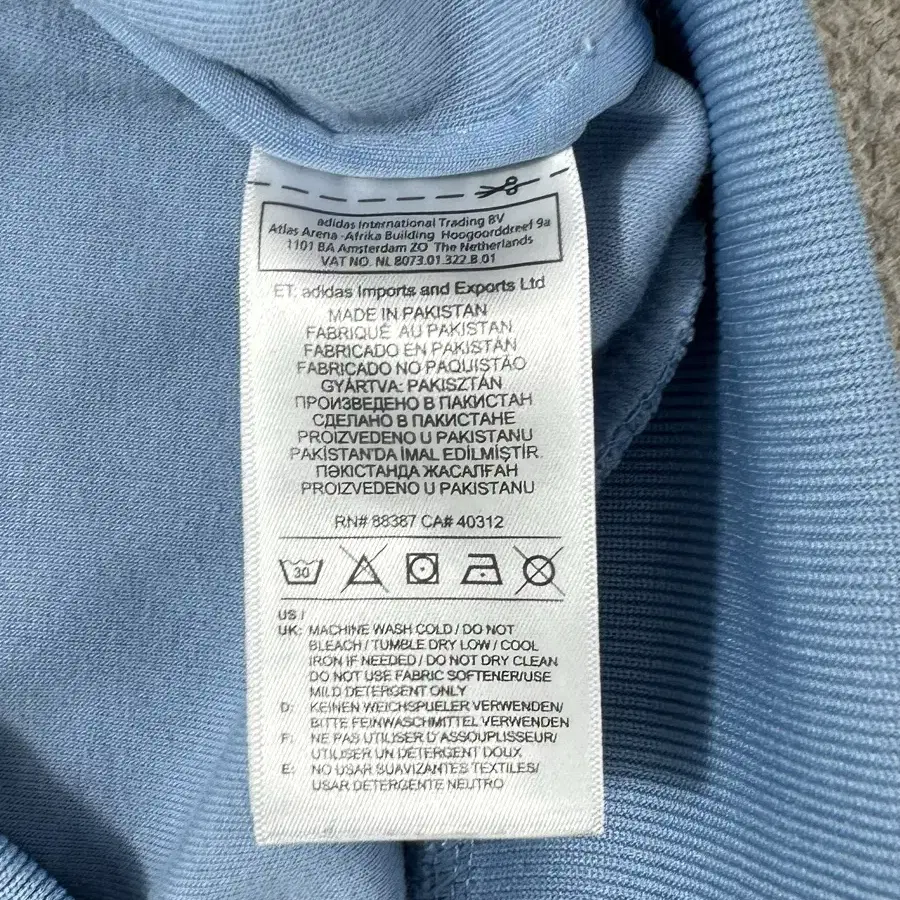 adidas International Trading BV
Atlas Arena -Afrika Building Hoogoorddreef 9a
1101 BA Amsterdam ZO The Netherlands
VAT NO. NL 8073.01.322.B.01
ET: adidas Imports and Exports Ltd
MADE IN PAKISTAN
FABRIQUÉ AU PAKISTAN
FABRICADO EN PAKISTÁN
FABRICADO NO PAQUISTÃO
GYÁRTVA: PAKISZTÁN
ПРОИЗВЕДЕНО В ПАКИСТАН
СДЕЛАНО В ПАКИСТАНЕ
PROIZVEDENO U PAKISTANU
PAKİSTAN'DA İMAL EDİLMİŞTİR.
ПӘКІСТАНДА ЖАСАЛҒАН
PROIZVEDENO U PAKISTANU
RN# 88387 CA# 40312
30
US /
UK: MACHINE WASH COLD / DO NOT
BLEACH / TUMBLE DRY LOW / COOL
IRON IF NEEDED / DO NOT DRY CLEAN
DO NOT USE FABRIC SOFTENER/USE
MILD DETERGENT ONLY
D: KEINEN WEICHSPUELER VERWENDEN/
BITTE FEINWASCHMITTEL VERWENDEN
F: NE PAS UTILISER D'ASSOUPLISSEUR/
UTILISER UN DETERGENT DOUX
E: NO USAR SUAVIZANTES TEXTILES/
USAR DETERGENTE NEUTRO